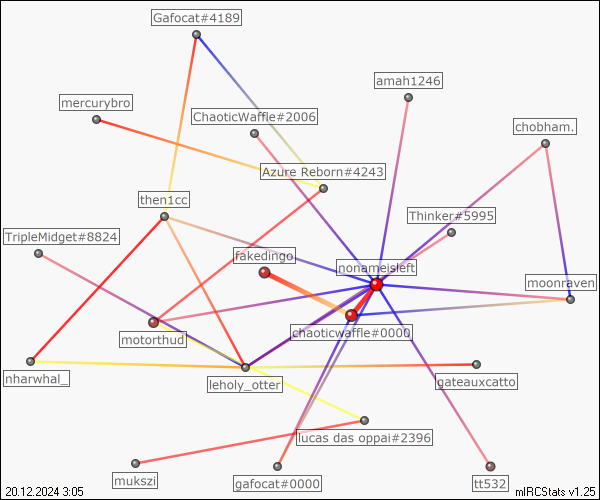 Gafocat#4189
amah1246
mercurybro
ChaoticWaffle#2006
chobham.
Azure Reborn#4243
then1cc
Thinker#5995
TripleMidget#8824
fakedingo
nonameisleft
moonraven
chaoticwaffle#0000
motorthud
nharwhal_
leholy_otter
gateauxcatto
lucas das oppai#2396
mukszi
gafocat#0000
tt532
20.12.2024 3:05
mIRCStats v1.25